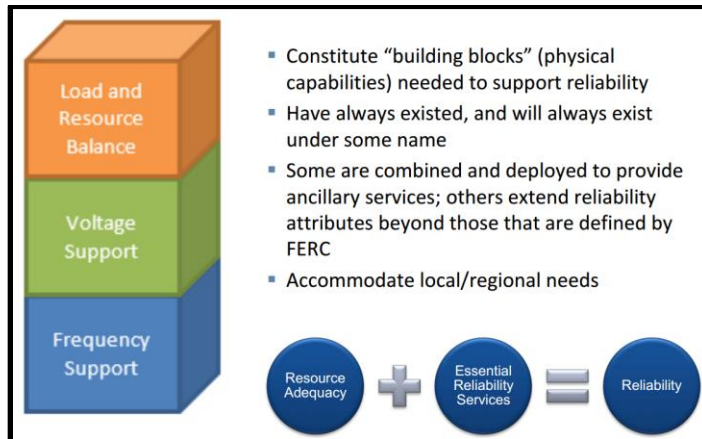 Load and
Resource
Balance
Voltage
Support
Frequency
Support
▪ Constitute “building blocks” (physical
capabilities) needed to support reliability
▪ Have always existed, and will always exist
under some name
▪ Some are combined and deployed to provide
ancillary services; others extend reliability
attributes beyond those that are defined by
FERC
▪ Accommodate local/regional needs
Resource
Adequacy
Essential
Reliability
Services
Reliability